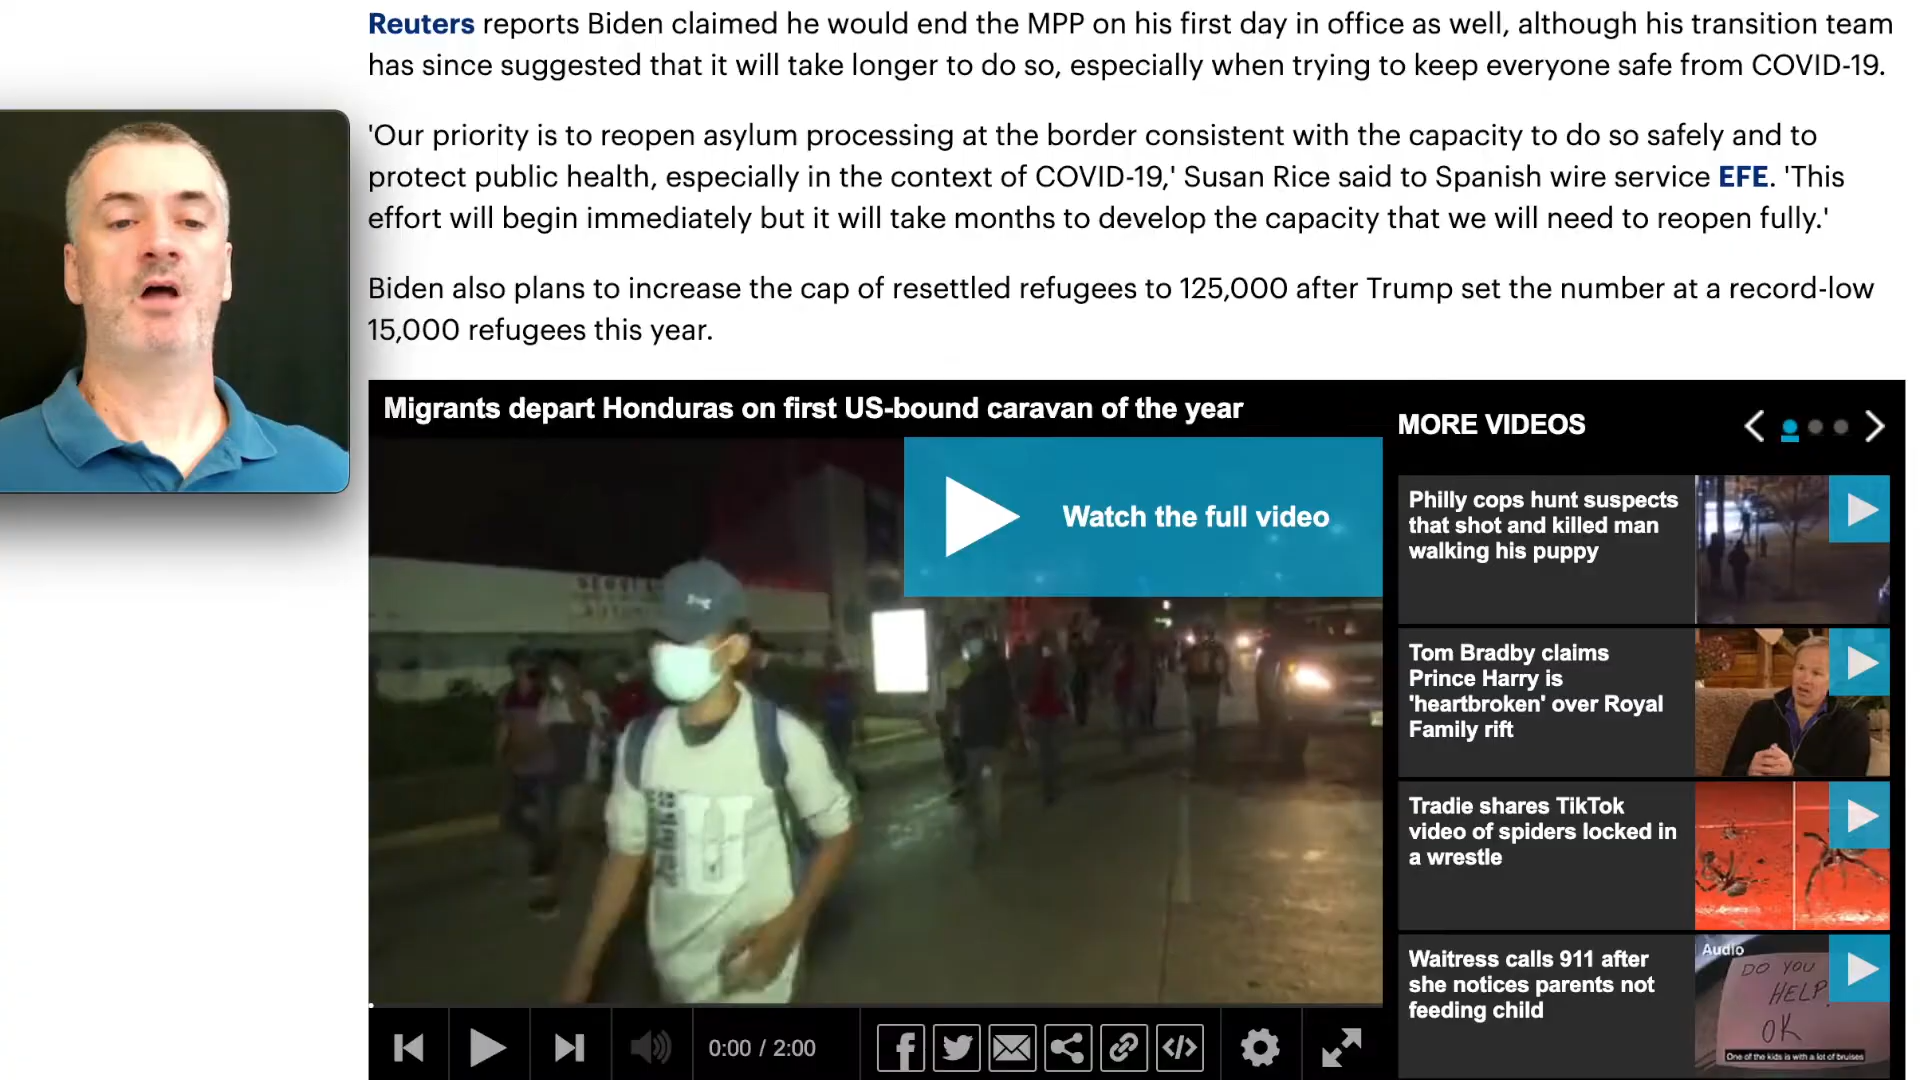 Reuters reports Biden claimed he would end the MPP on his first day in office as well, although his transition team
has since suggested that it will take longer to do so, especially when trying to keep everyone safe from COVID-19.
'Our priority is to reopen asylum processing at the border consistent with the capacity to do so safely and to
protect public health, especially in the context of COVID-19,' Susan Rice said to Spanish wire service EFE. 'This
effort will begin immediately but it will take months to develop the capacity that we will need to reopen fully.'
Biden also plans to increase the cap of resettled refugees to 125,000 after Trump set the number at a record-low
15,000 refugees this year.
Migrants depart Honduras on first US-bound caravan of the year
Watch the full video
0:00 / 2:00
MORE VIDEOS
Philly cops hunt suspects
that shot and killed man
walking his puppy
Tom Bradby claims
Prince Harry is
'heartbroken' over Royal
Family rift
Tradie shares TikTok
video of spiders locked in
a wrestle
Waitress calls 911 after
she notices parents not
feeding child
Audio
DO YOU
HELP
OK
One of the kids is with a lot of bruises